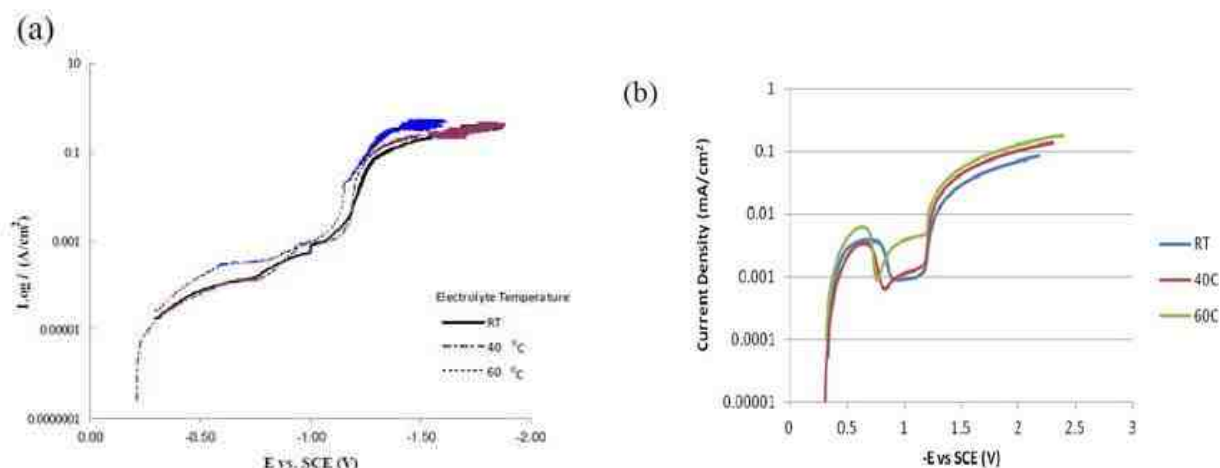 (a)
10
0.1
0.001
0.00001
0.0000001
Log i (A/cm²)
Electrolyte Temperature
RT
40 °C
60 °C
0.00
-0.50
-1.00
-1.50
-2.00
E vs. SCE (V)
(b)
1
0.1
0.01
0.001
0.0001
0.00001
Current Density (mA/cm²)
RT
40C
60C
0
0.5
1
1.5
2
2.5
3
-E vs SCE (V)